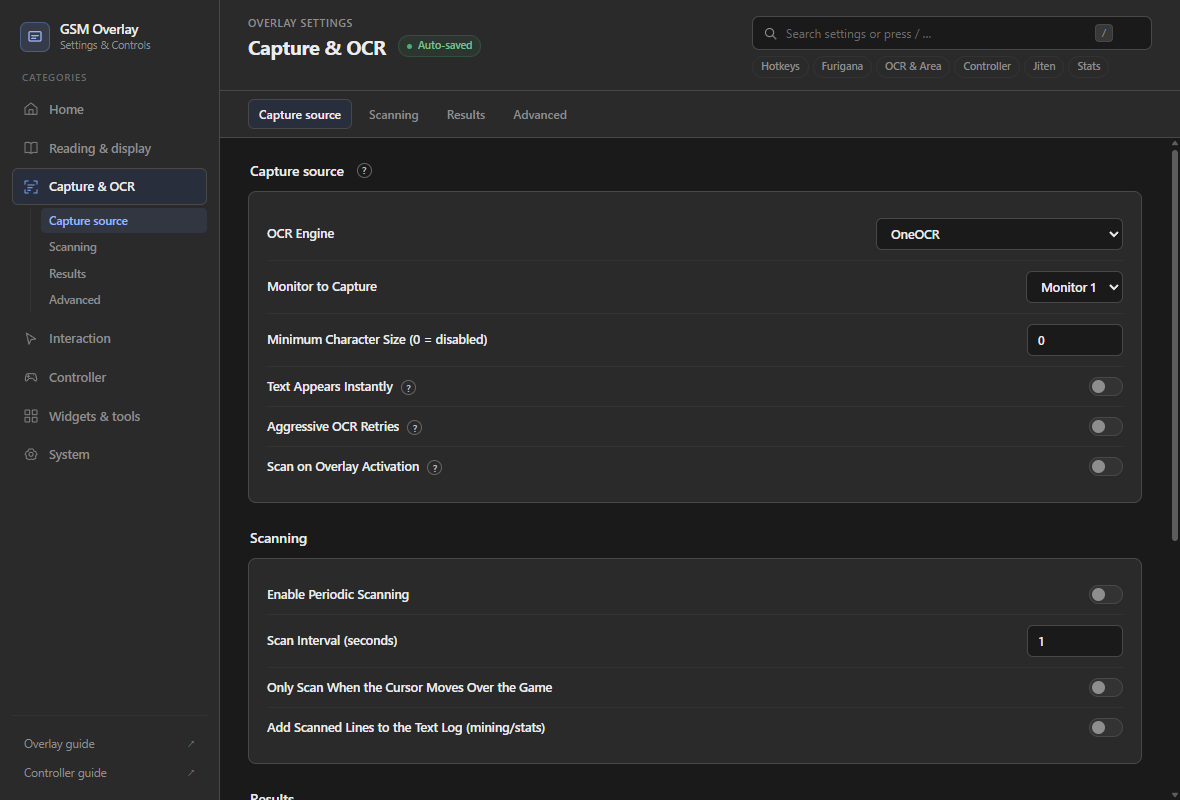 GSM Overlay
Settings & Controls
CATEGORIES
Home
Reading & display
Capture & OCR
Capture source
Scanning
Results
Advanced
Interaction
Controller
Widgets & tools
System
Overlay guide ↗
Controller guide ↗
OVERLAY SETTINGS
Capture & OCR
Auto-saved
Search settings or press / ... /
Hotkeys Furigana OCR & Area Controller Jiten Stats
Capture source Scanning Results Advanced
Capture source ?
OCR Engine OneOCR
Monitor to Capture Monitor 1
Minimum Character Size (0 = disabled) 0
Text Appears Instantly ?
Aggressive OCR Retries ?
Scan on Overlay Activation ?
Scanning
Enable Periodic Scanning
Scan Interval (seconds) 1
Only Scan When the Cursor Moves Over the Game
Add Scanned Lines to the Text Log (mining/stats)
Results